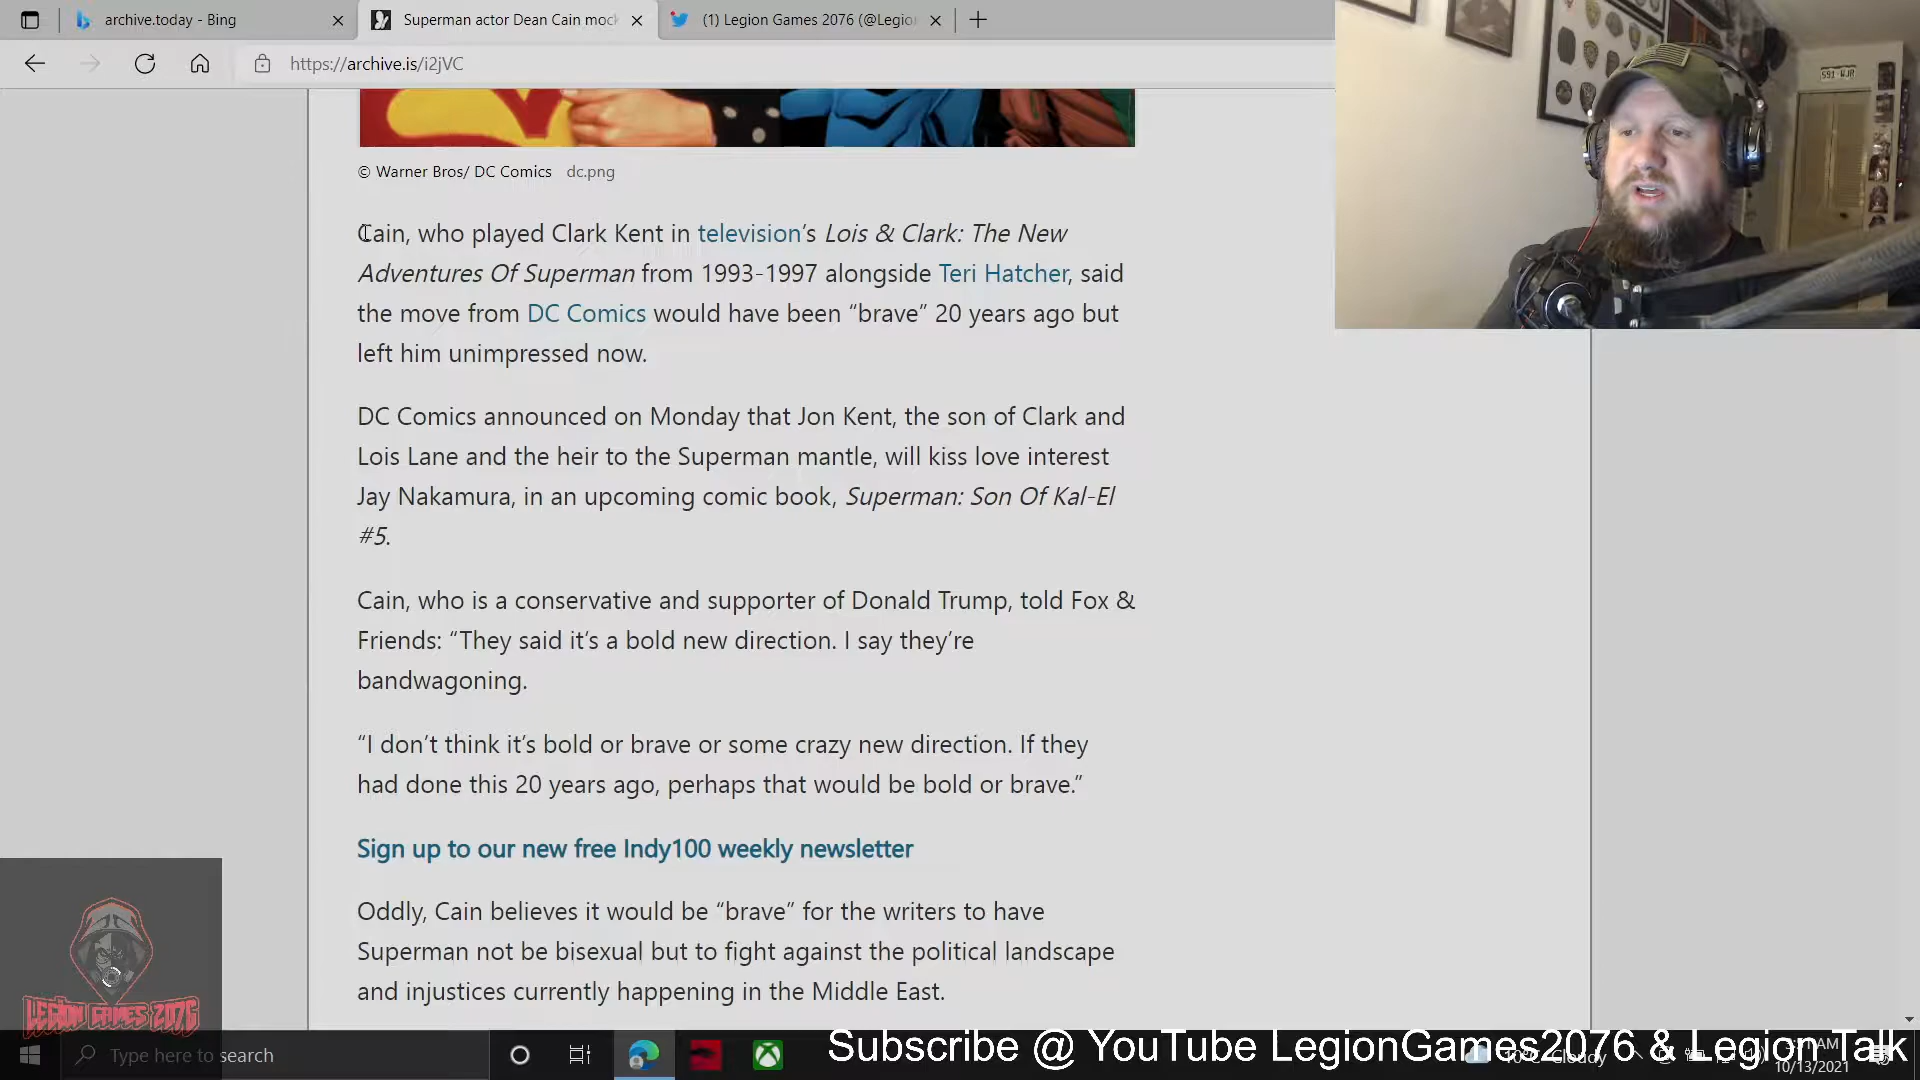 archive.today - Bing
Superman actor Dean Cain mock
(1) Legion Games 2076 (@Legio
https://archive.is/i2jVC
© Warner Bros/ DC Comics dc.png
Cain, who played Clark Kent in television's Lois & Clark: The New
Adventures Of Superman from 1993-1997 alongside Teri Hatcher, said
the move from DC Comics would have been “brave” 20 years ago but
left him unimpressed now.
DC Comics announced on Monday that Jon Kent, the son of Clark and
Lois Lane and the heir to the Superman mantle, will kiss love interest
Jay Nakamura, in an upcoming comic book, Superman: Son Of Kal-El
#5.
Cain, who is a conservative and supporter of Donald Trump, told Fox &
Friends: “They said it’s a bold new direction. I say they’re
bandwagoning.
“I don’t think it’s bold or brave or some crazy new direction. If they
had done this 20 years ago, perhaps that would be bold or brave.”
Sign up to our new free Indy100 weekly newsletter
Oddly, Cain believes it would be “brave” for the writers to have
Superman not be bisexual but to fight against the political landscape
and injustices currently happening in the Middle East.
LEGION GAMES 2076
Type here to search
Subscribe @ YouTube LegionGames2076 & Legion Talk
10°C Cloudy
10/13/2021
591 WJR